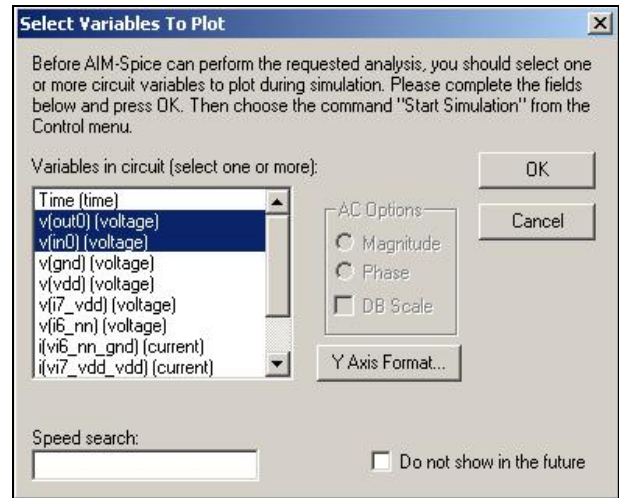 Select Variables To Plot
Before AIM-Spice can perform the requested analysis, you should select one
or more circuit variables to plot during simulation. Please complete the fields
below and press OK. Then choose the command "Start Simulation" from the
Control menu.
Variables in circuit (select one or more):
Time (time)
v(out0) (voltage)
v(in0) (voltage)
v(gnd) (voltage)
v(vdd) (voltage)
v(i7_vdd) (voltage)
v(i6_nn) (voltage)
i(vi6_nn_gnd) (current)
i(vi7_vdd_vdd) (current)
AC Options
Magnitude
Phase
DB Scale
OK
Cancel
Y Axis Format...
Speed search:
Do not show in the future